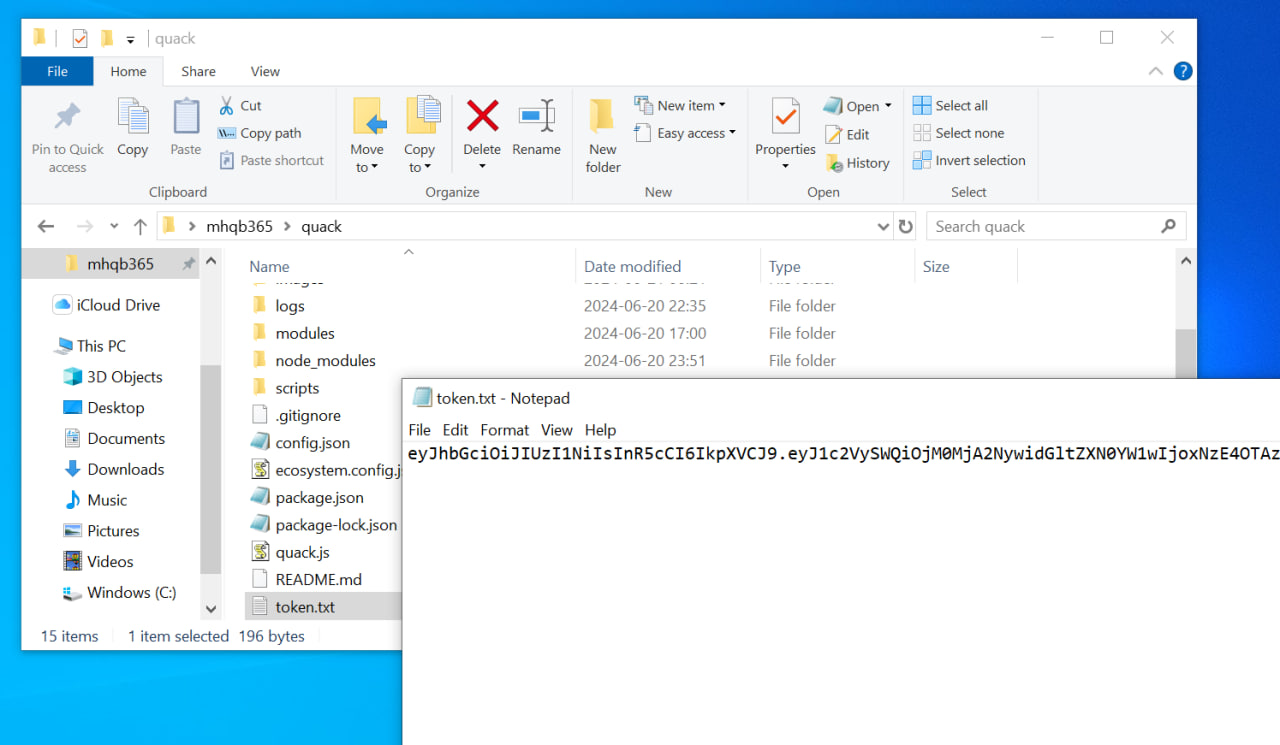 quack
File Home Share View
Pin to Quick access
Copy
Paste
Cut
Copy path
Paste shortcut
Clipboard
Move to
Copy to
Delete
Rename
Organize
New folder
New item
Easy access
New
Properties
Open
Edit
History
Open
Select all
Select none
Invert selection
Select
mhqb365 quack
Search quack
mhqb365
iCloud Drive
This PC
3D Objects
Desktop
Documents
Downloads
Music
Pictures
Videos
Windows (C:)
Name Date modified Type Size
logs 2024-06-20 22:35 File folder
modules 2024-06-20 17:00 File folder
node_modules 2024-06-20 23:51 File folder
scripts
.gitignore
config.json
ecosystem.config.j
package.json
package-lock.json
quack.js
README.md
token.txt
15 items 1 item selected 196 bytes
token.txt - Notepad
File Edit Format View Help
eyJhbGciOiJIUzI1NiIsInR5cCI6IkpXVCJ9.eyJ1c2VySWQiOjM0MjA2NywidGltZXN0YW1wIjoxNzE4OTAz